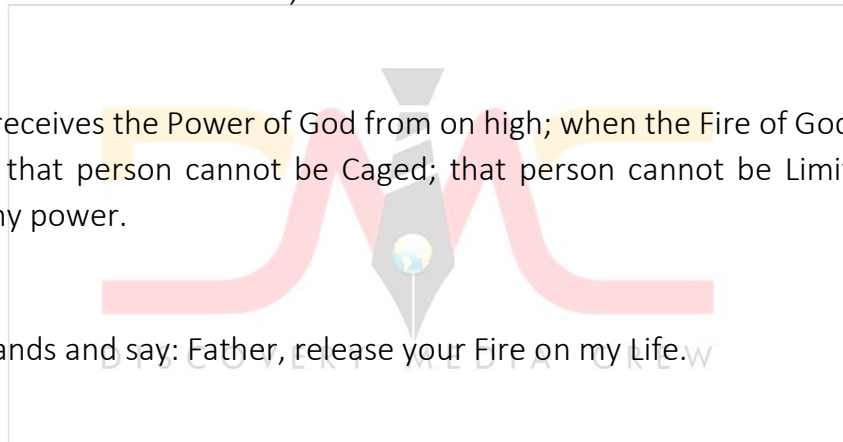 receives the Power of God from on high; when the Fire of God
that person cannot be Caged; that person cannot be Limi
ny power.
ands and say: Father, release your Fire on my Life.
DISCOVERY MEDIA CREW